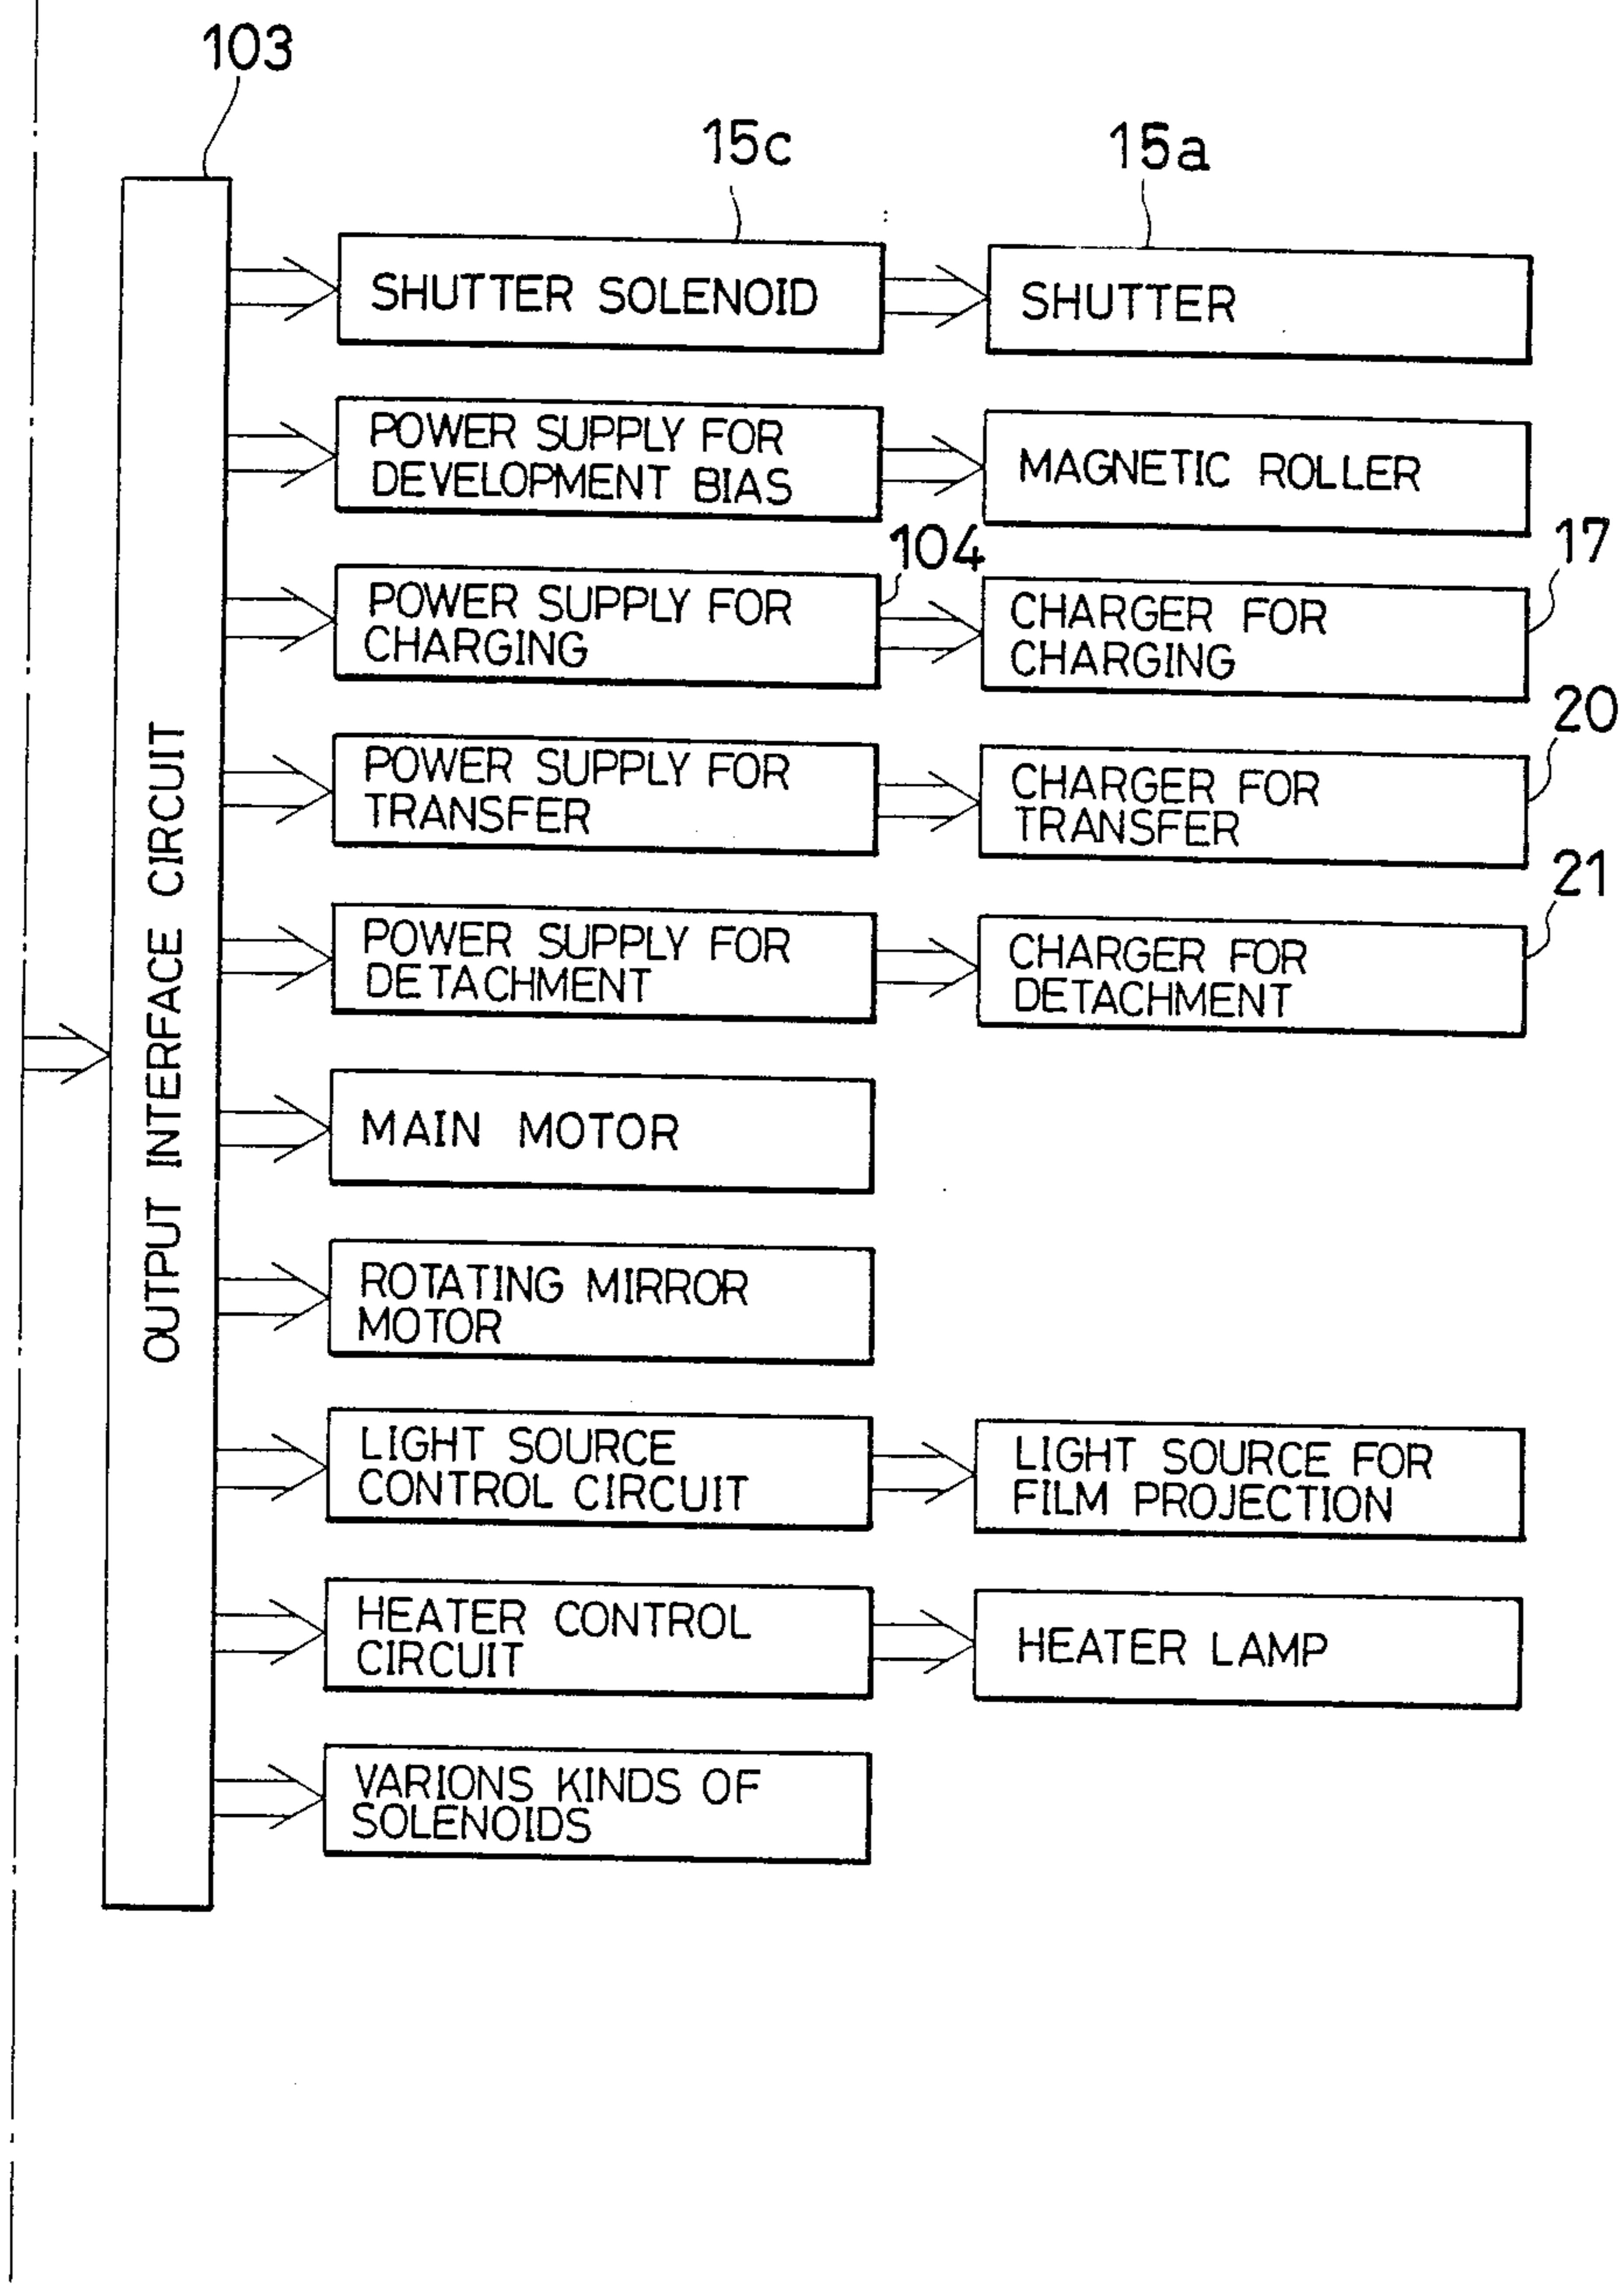 103
15c
15a
OUTPUT INTERFACE CIRCUIT
SHUTTER SOLENOID
SHUTTER
POWER SUPPLY FOR
DEVELOPMENT BIAS
MAGNETIC ROLLER
104
17
POWER SUPPLY FOR
CHARGING
CHARGER FOR
CHARGING
20
POWER SUPPLY FOR
TRANSFER
CHARGER FOR
TRANSFER
21
POWER SUPPLY FOR
DETACHMENT
CHARGER FOR
DETACHMENT
MAIN MOTOR
ROTATING MIRROR
MOTOR
LIGHT SOURCE
CONTROL CIRCUIT
LIGHT SOURCE FOR
FILM PROJECTION
HEATER CONTROL
CIRCUIT
HEATER LAMP
VARIONS KINDS OF
SOLENOIDS